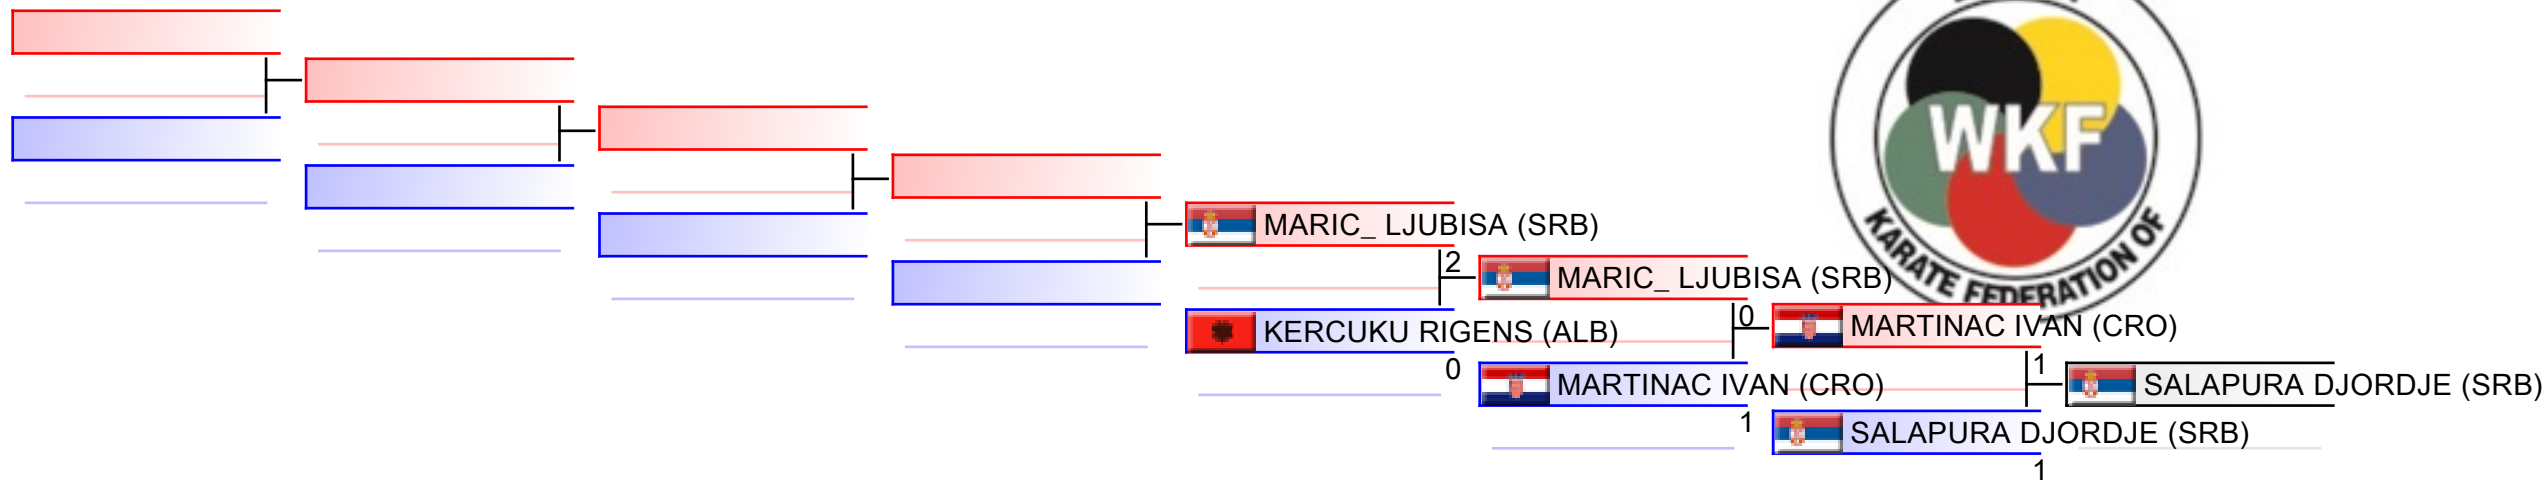 WKF
KARATE FEDERATION OF
MARIC_ LJUBISA (SRB)
2
MARIC_ LJUBISA (SRB)
0
KERCUKU RIGENS (ALB)
0
MARTINAC IVAN (CRO)
1
MARTINAC IVAN (CRO)
1
SALAPURA DJORDJE (SRB)
SALAPURA DJORDJE (SRB)
1